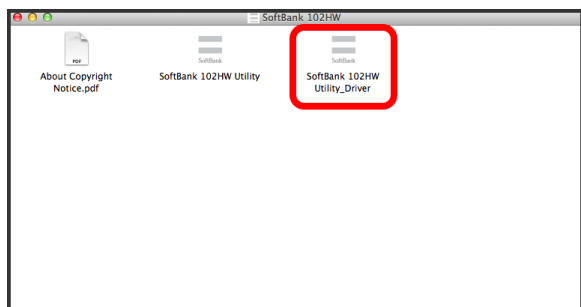 SoftBank 102HW
PDF
SoftBank
SoftBank
About Copyright
Notice.pdf
SoftBank 102HW Utility
SoftBank 102HW
Utility_Driver